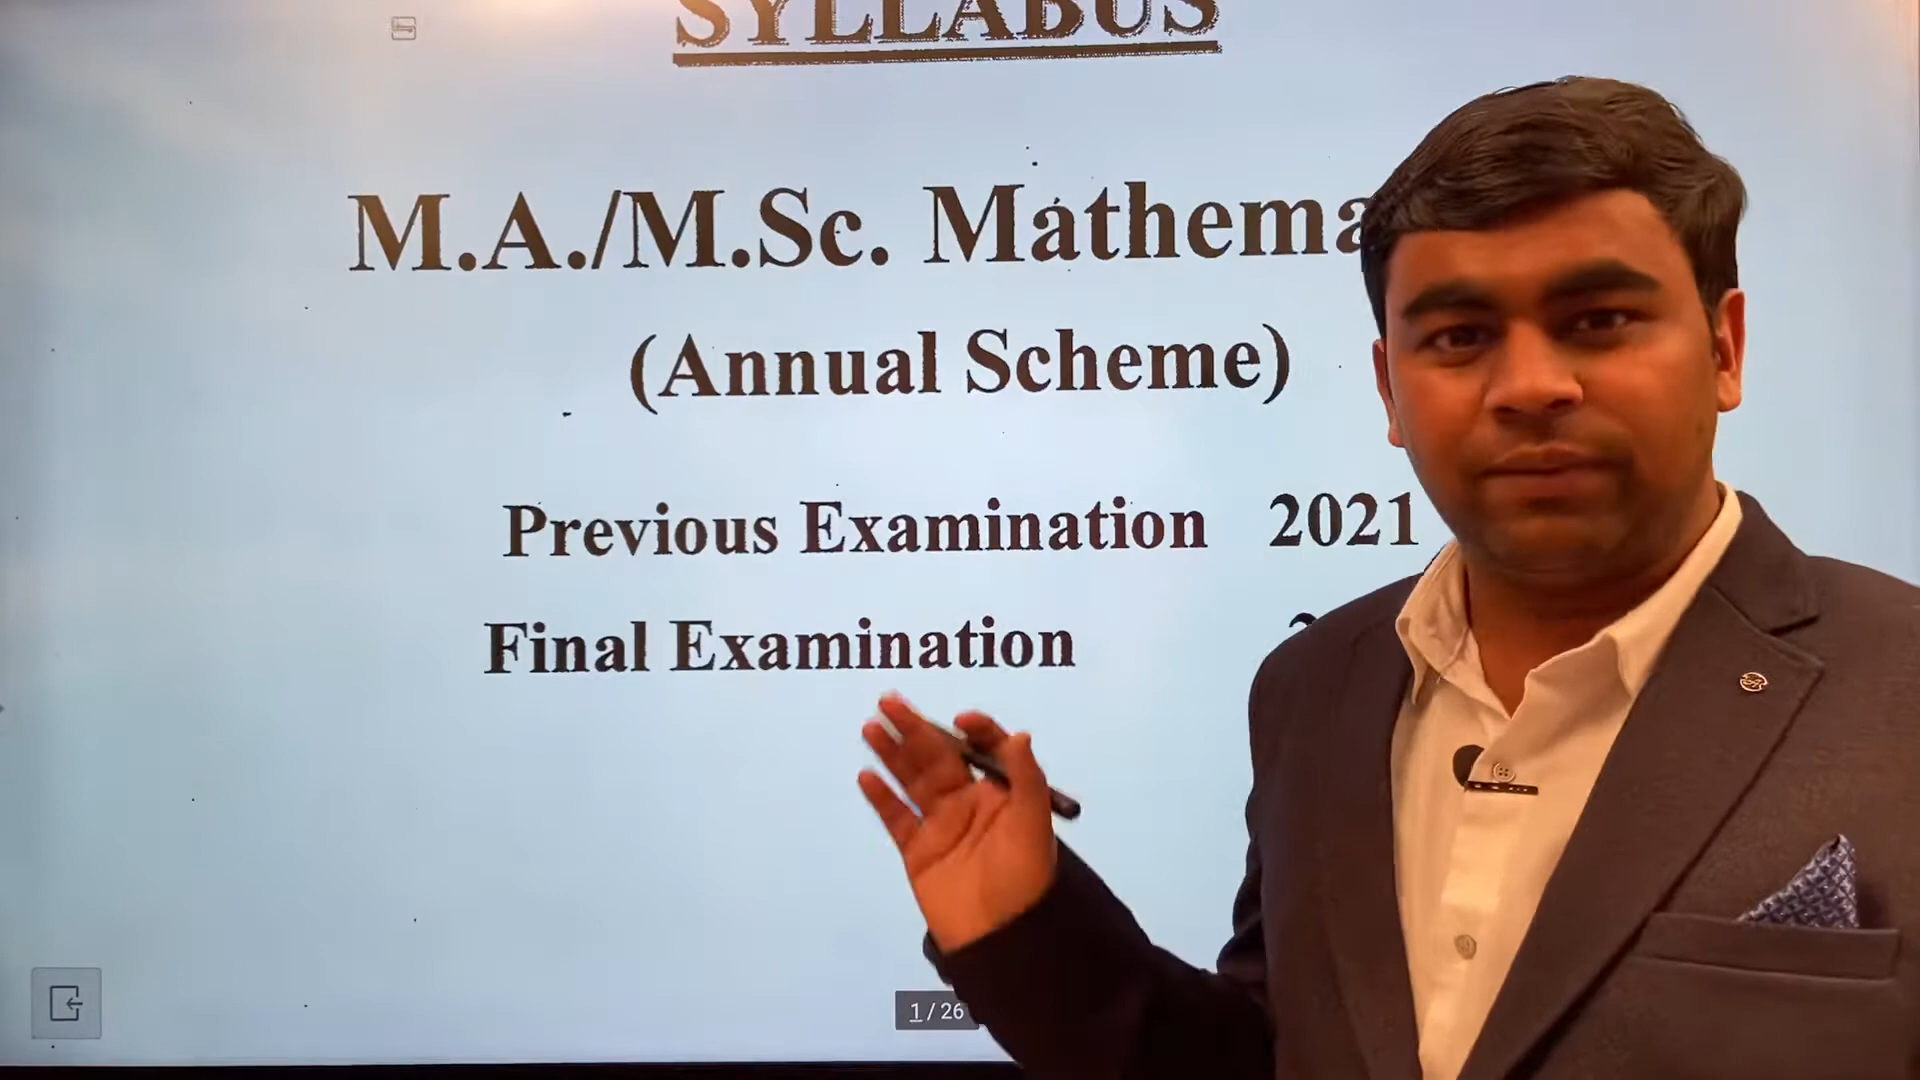 SYLLABUS
M.A./M.Sc. Mathema
(Annual Scheme)
Previous Examination 2021
Final Examination
1 / 26